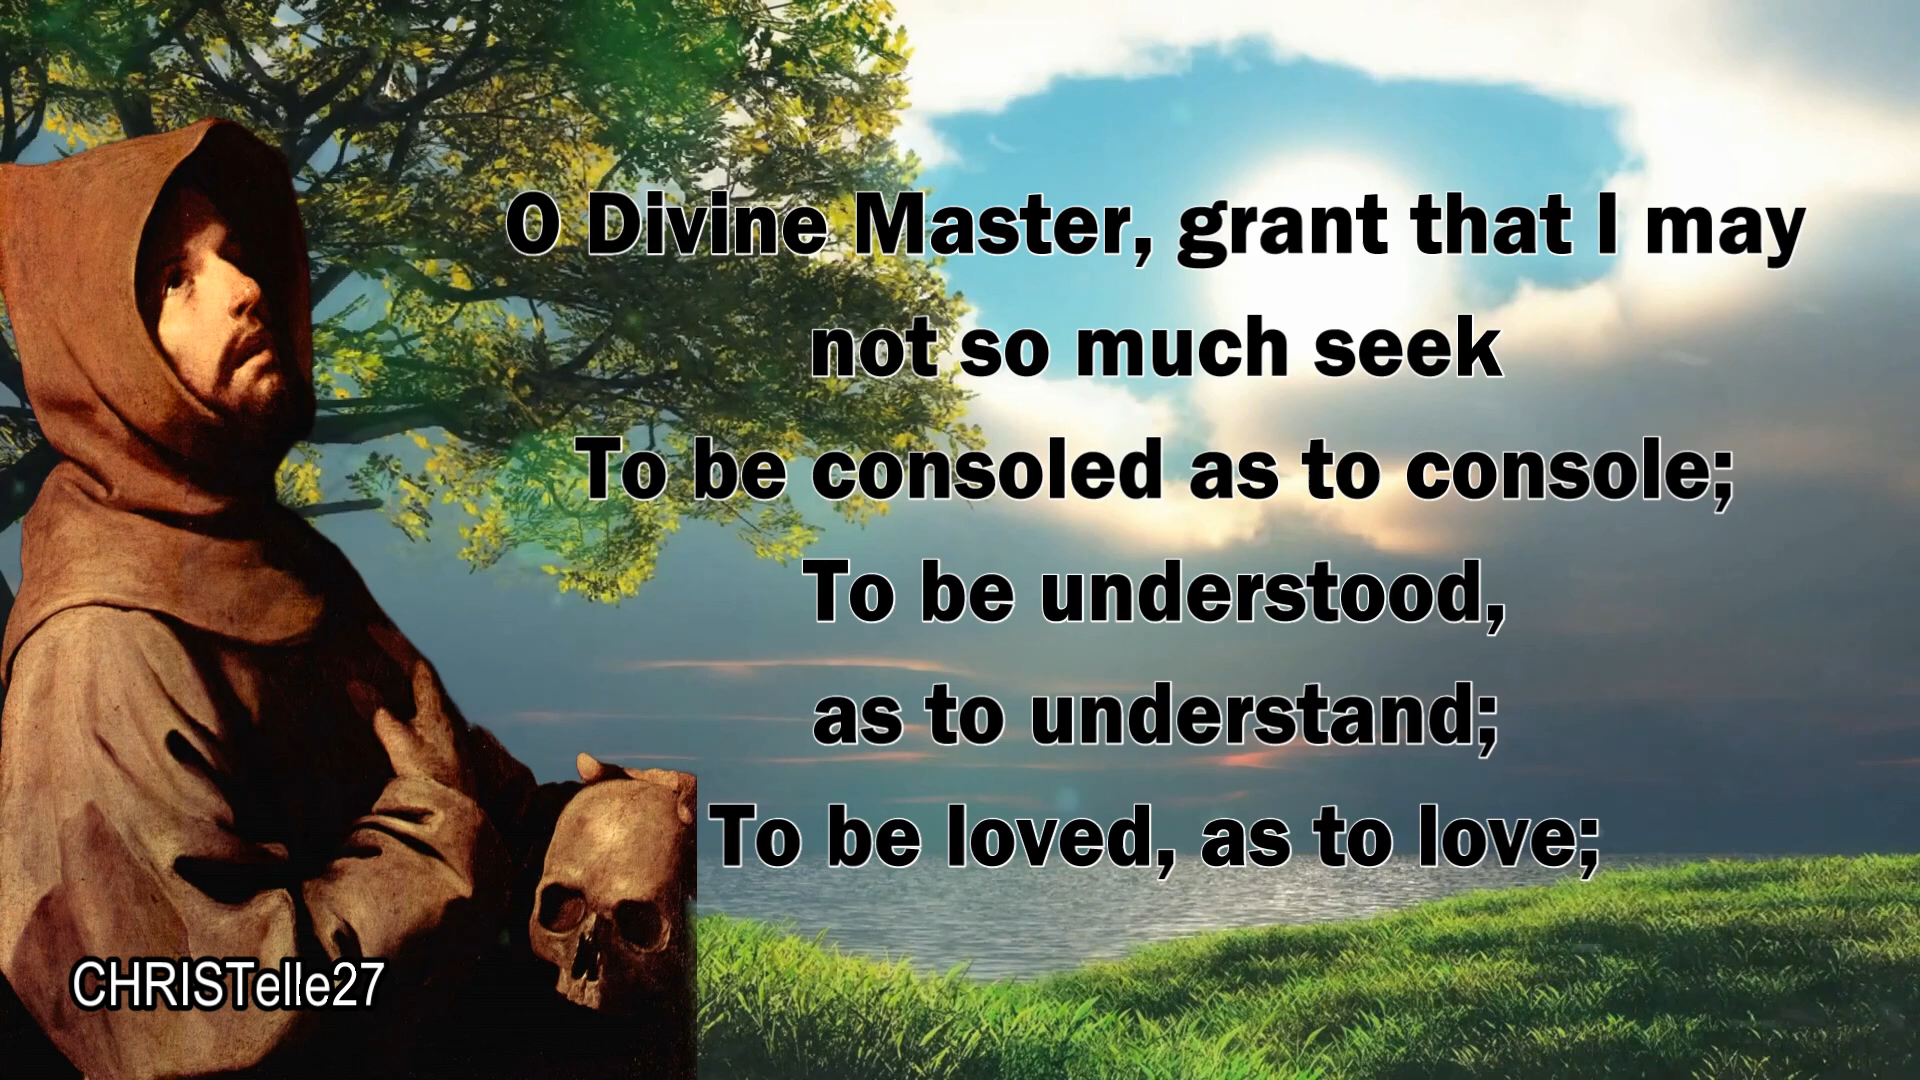 O Divine Master, grant that I may
not so much seek
To be consoled as to console;
To be understood,
as to understand;
To be loved, as to love;
CHRISTelle27